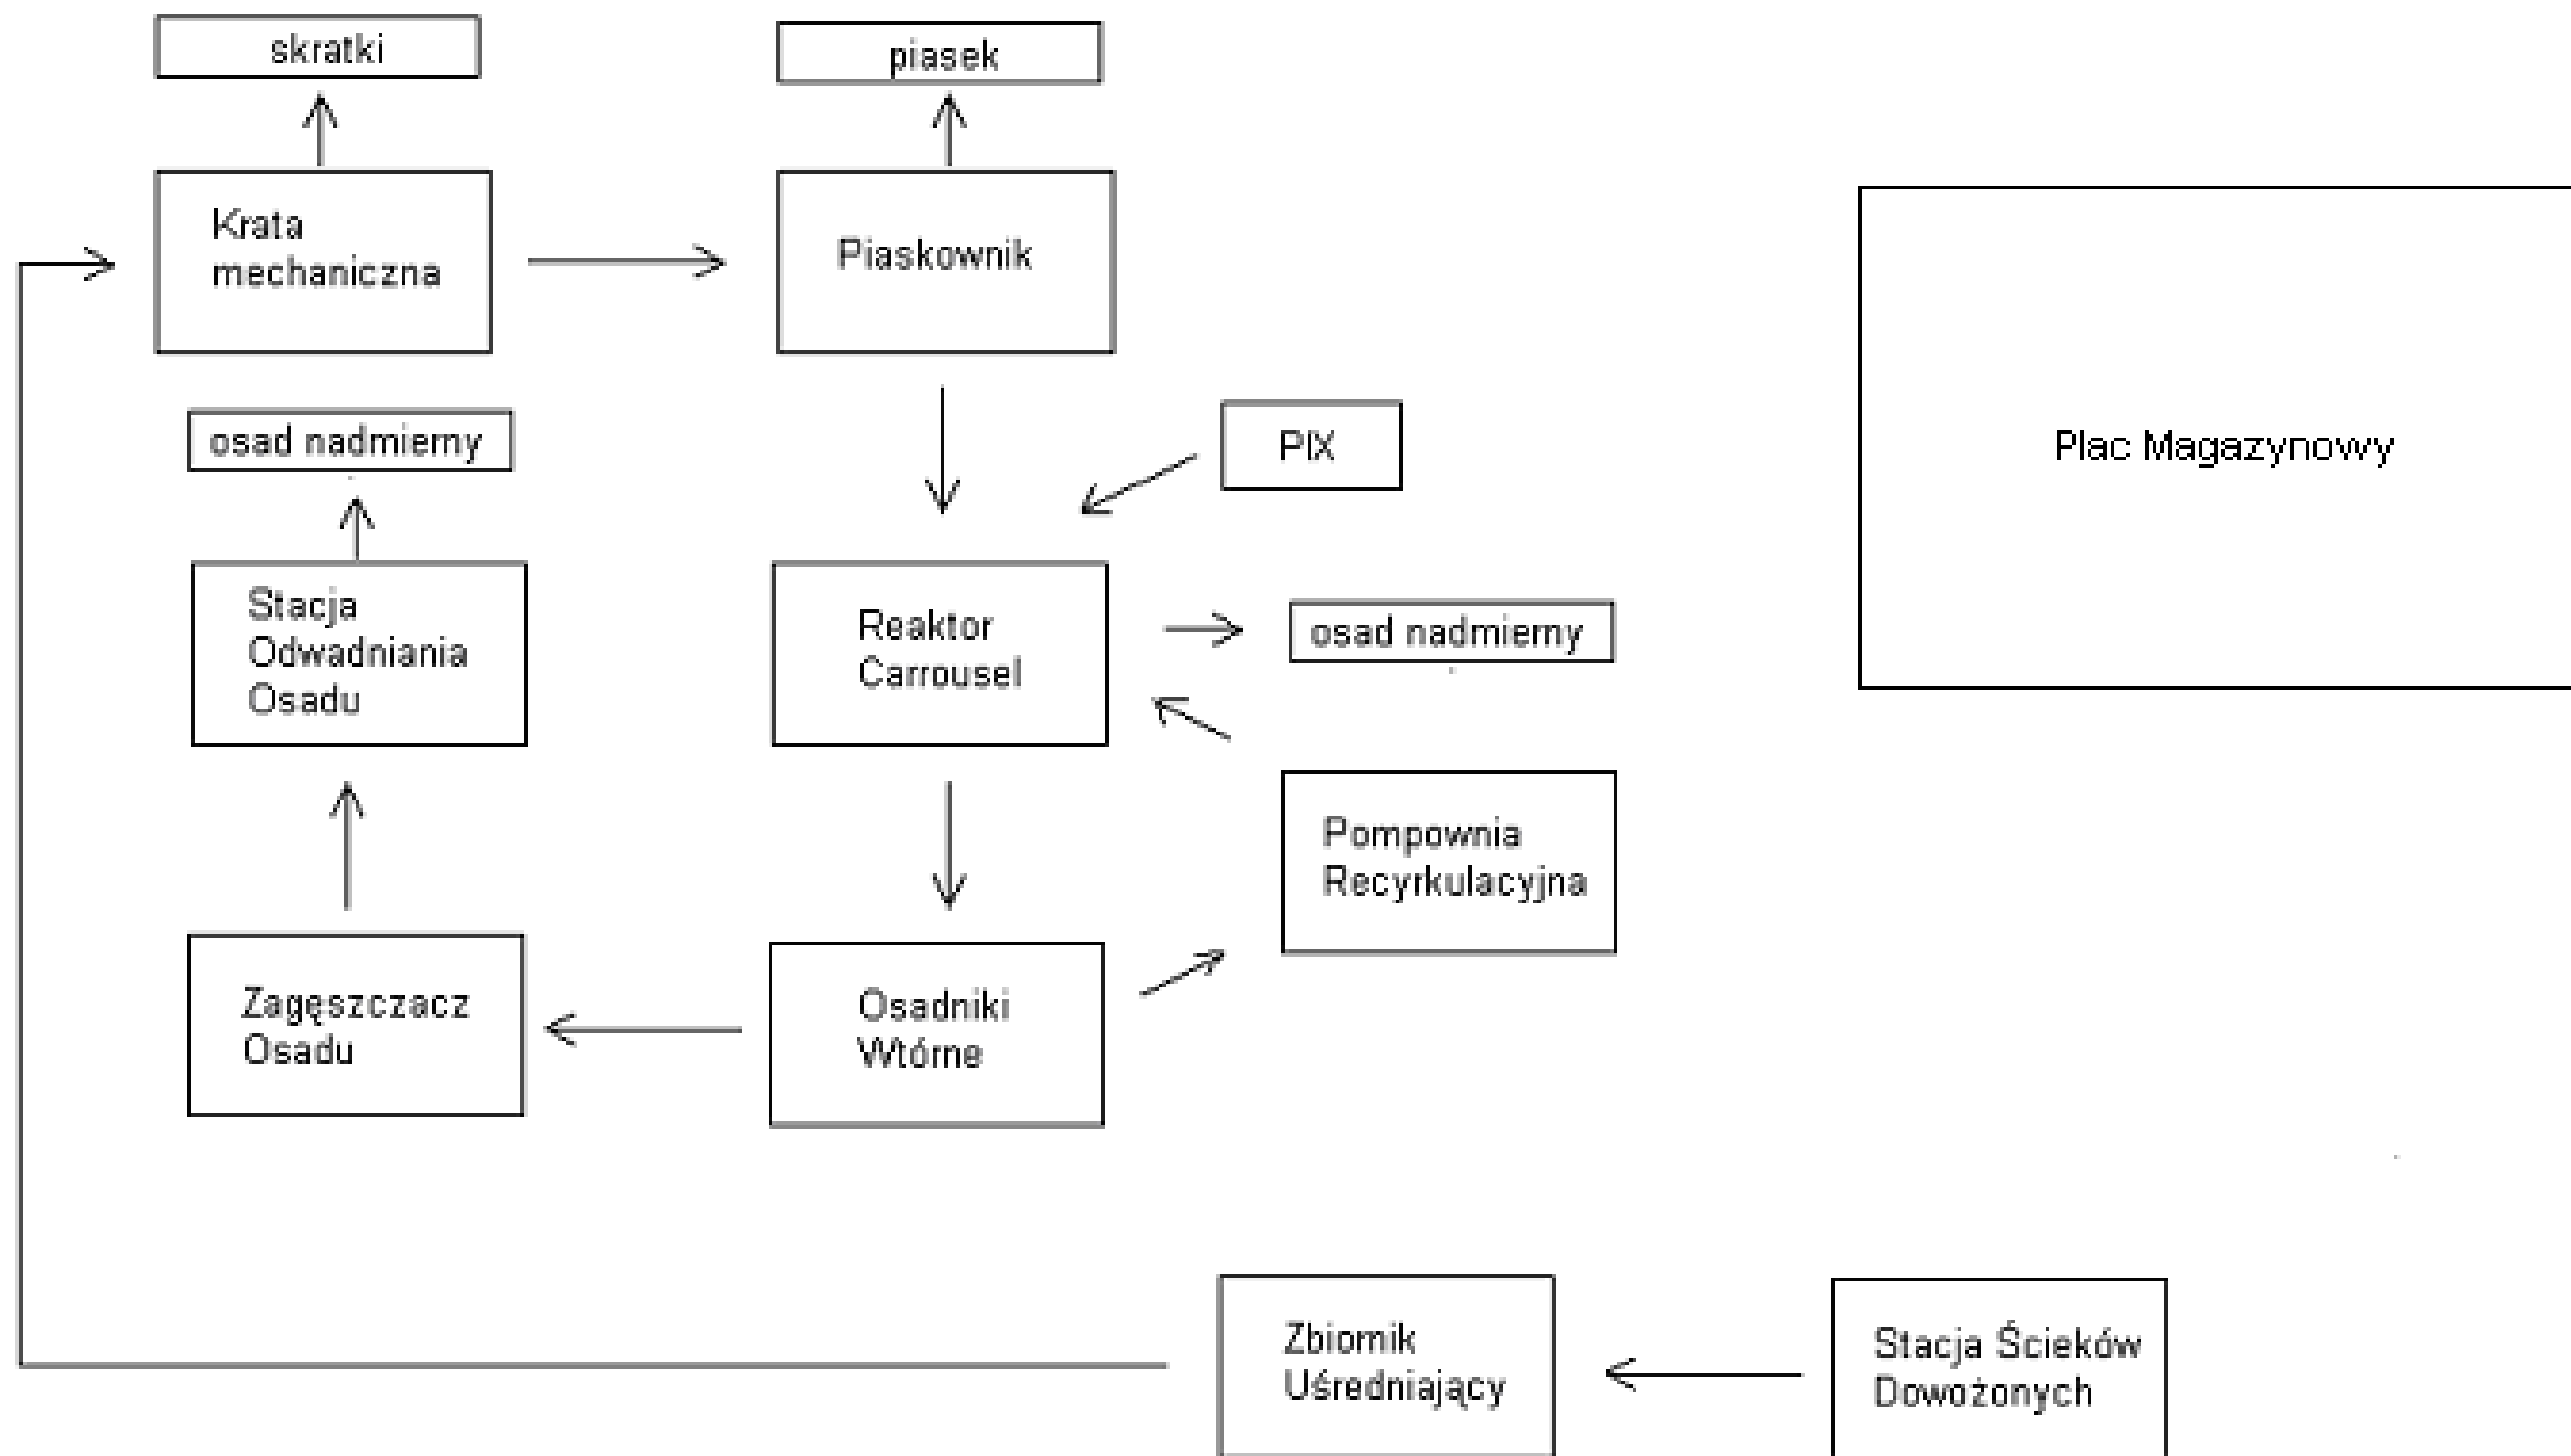 skratki
piasek
Krata
mechaniczna
Piaskownik
osad nadmierny
PIX
Plac Magazynowy
Stacja
Odwadniania
Osadu
Reaktor
Carrousel
osad nadmierny
Pompownia
Recyrkulacyjna
Zagęszczacz
Osadu
Osadniki
Wtórne
Zbiornik
Uśredniający
Stacja Ścieków
Dowożonych